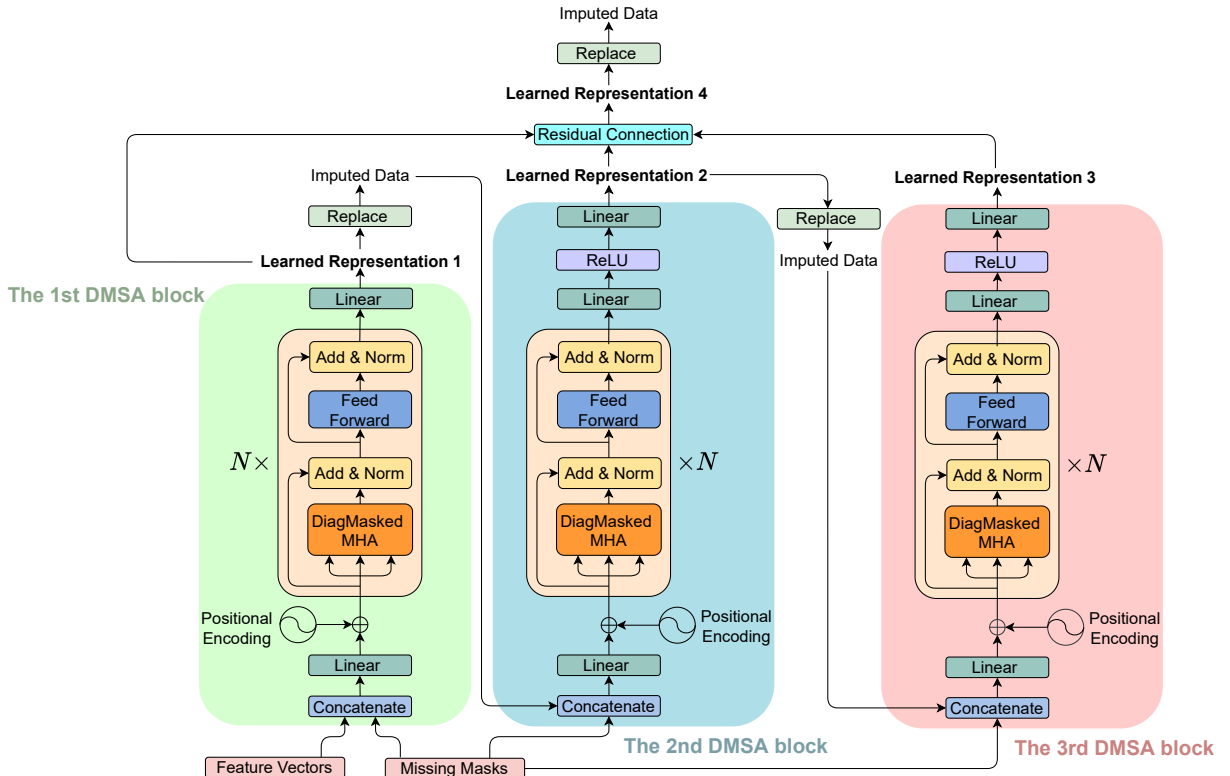 Imputed Data
Replace
Learned Representation 4
Residual Connection
Imputed Data
Replace
Learned Representation 1
The 1st DMSA block
Linear
Add & Norm
Feed
Forward
N×
Add & Norm
DiagMasked
MHA
Positional
Encoding
Linear
Concatenate
Feature Vectors
Missing Masks
Learned Representation 2
Linear
ReLU
Linear
Add & Norm
Feed
Forward
×N
Add & Norm
DiagMasked
MHA
Positional
Encoding
Linear
Concatenate
The 2nd DMSA block
Replace
Imputed Data
Learned Representation 3
Linear
ReLU
Linear
Add & Norm
Feed
Forward
×N
Add & Norm
DiagMasked
MHA
Positional
Encoding
Linear
Concatenate
The 3rd DMSA block